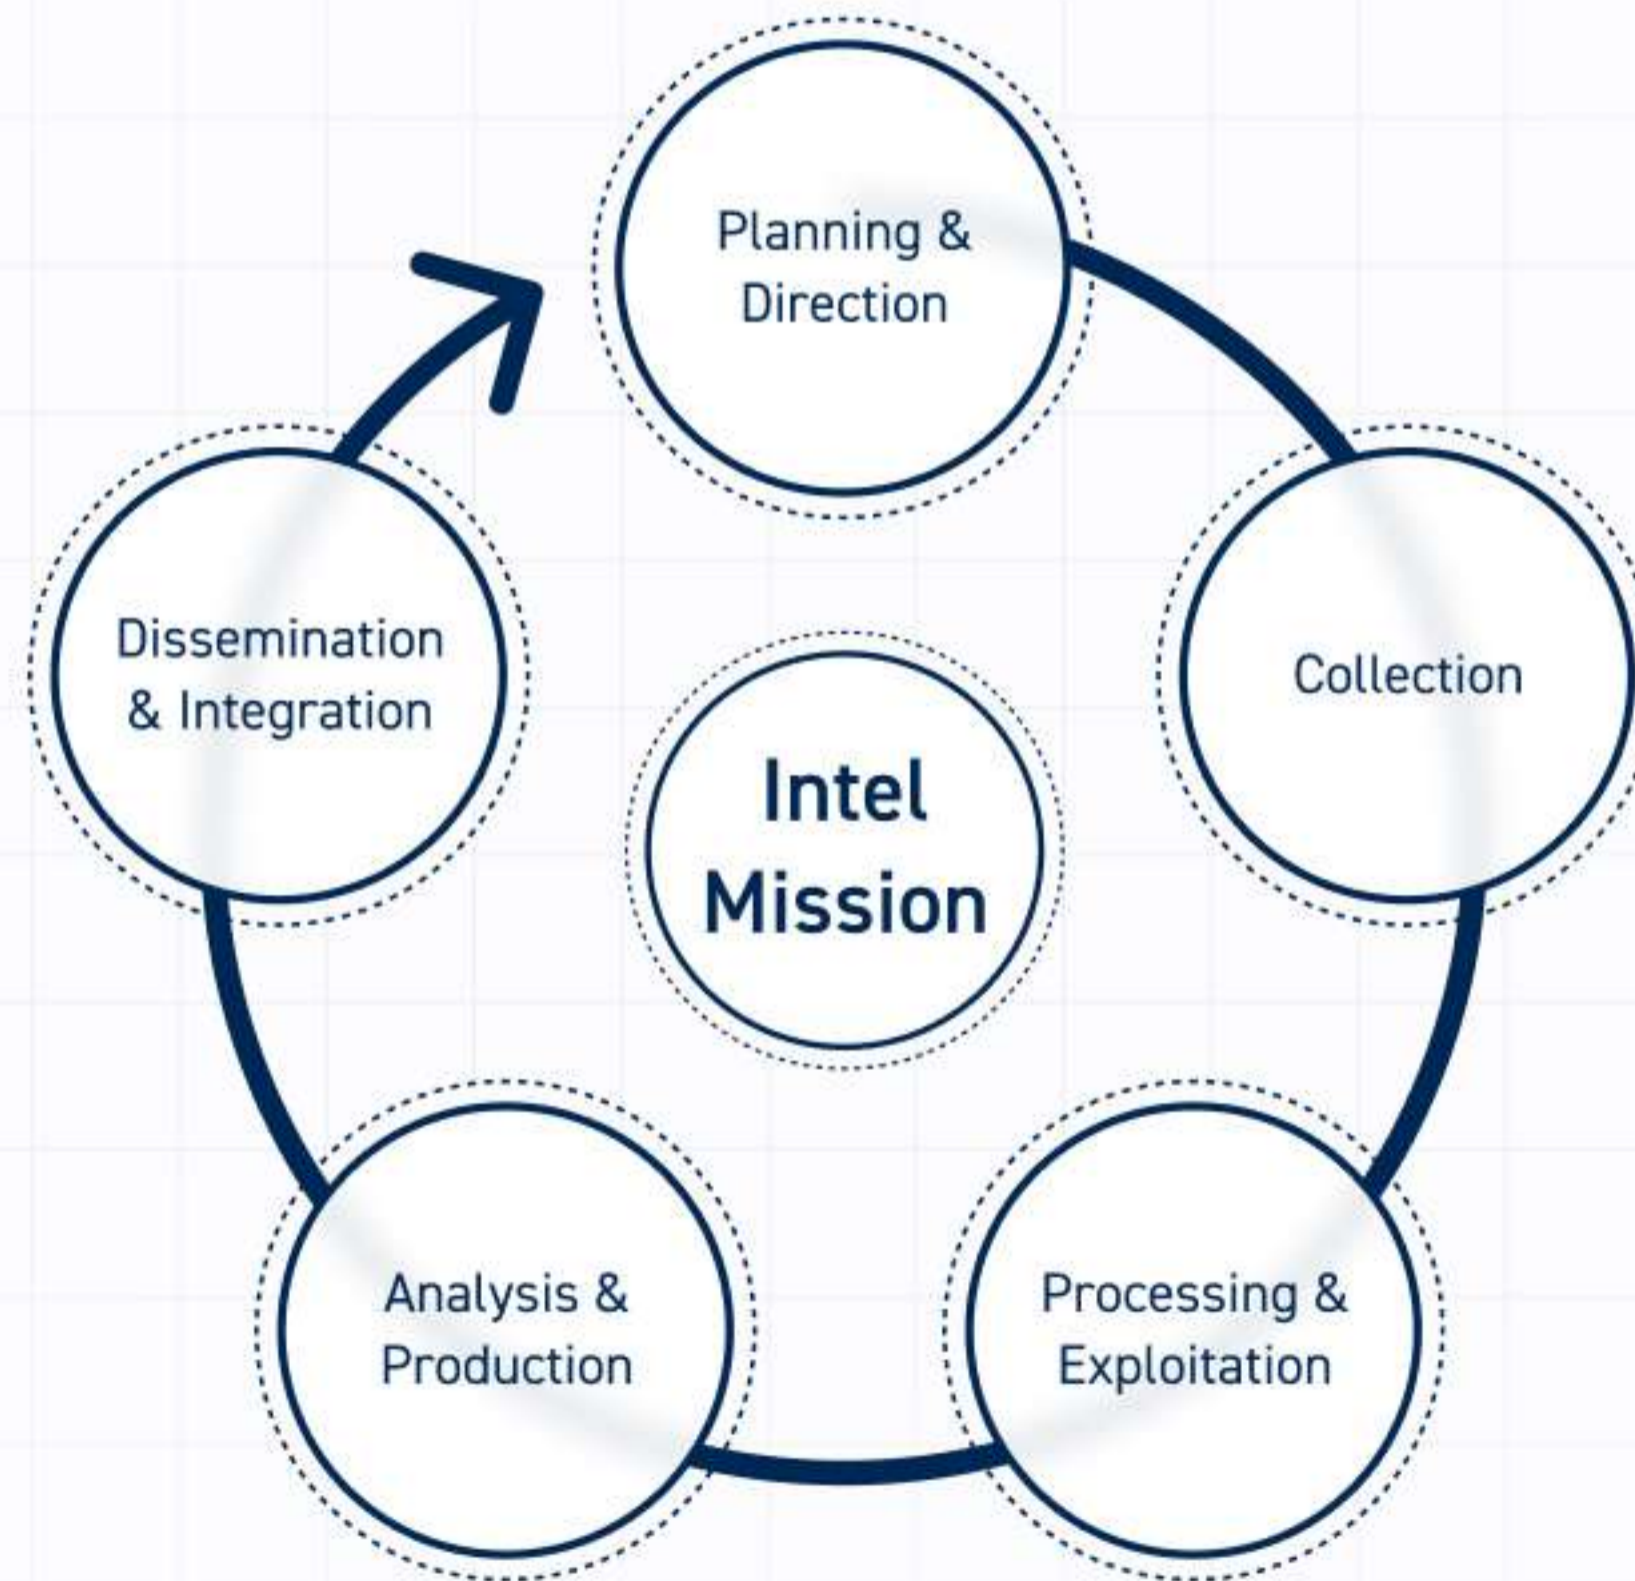 Planning &
Direction
Collection
Processing &
Exploitation
Analysis &
Production
Dissemination
& Integration
Intel
Mission